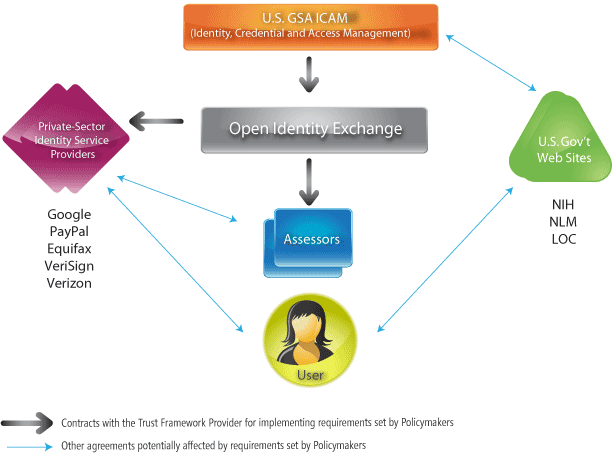 U.S. GSA ICAM
(Identity, Credential and Access Management)
Open Identity Exchange
Private-Sector
Identity Service
Providers
U.S. Gov't
Web Sites
Google
PayPal
Equifax
VeriSign
Verizon
NIH
NLM
LOC
Assessors
User
Contracts with the Trust Framework Provider for implementing requirements set by Policymakers
Other agreements potentially affected by requirements set by Policymakers